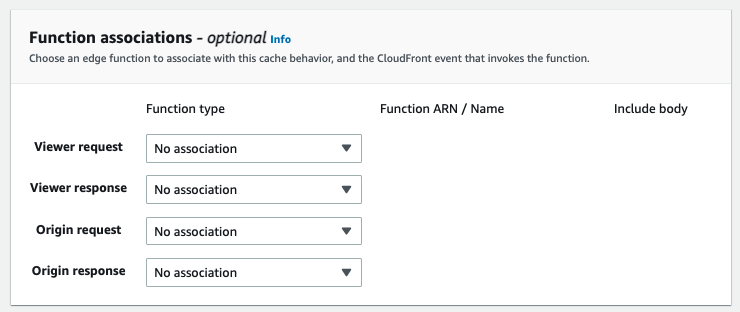 Function associations - optional Info
Choose an edge function to associate with this cache behavior, and the CloudFront event that invokes the function.
Function type Function ARN / Name Include body
Viewer request No association
Viewer response No association
Origin request No association
Origin response No association